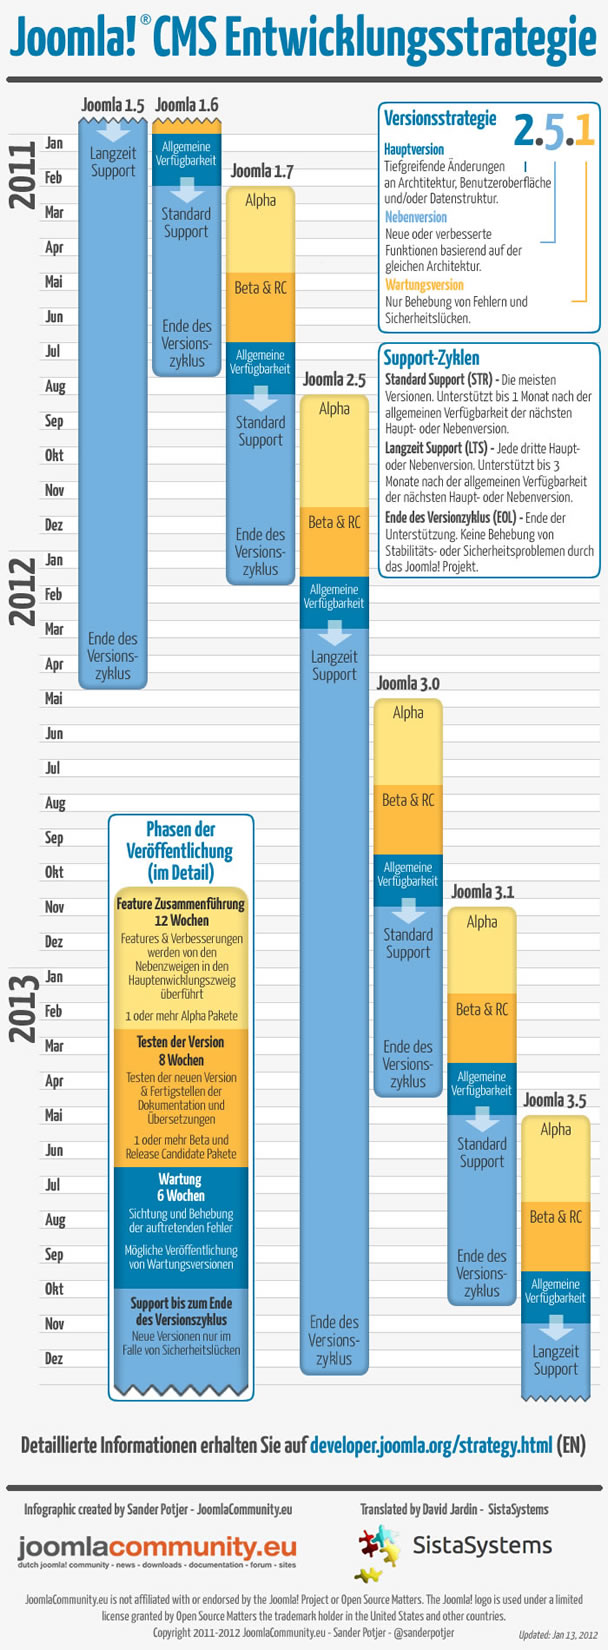 Joomla!® CMS Entwicklungsstrategie
Joomla! 1.5
Joomla! 1.6
2011
Jan
Feb
Mar
Apr
Mai
Jun
Jul
Aug
Sep
Okt
Nov
Dez
2012
Jan
Feb
Mar
Apr
Mai
Jun
Jul
Aug
Sep
Okt
Nov
Dez
2013
Jan
Feb
Mar
Apr
Mai
Jun
Jul
Aug
Sep
Okt
Nov
Dez
Langzeit
Support
Ende des
Versions-
zyklus
Allgemeine
Verfügbarkeit
Standard
Support
Ende des
Versions-
zyklus
Joomla! 1.7
Alpha
Beta & RC
Allgemeine
Verfügbarkeit
Standard
Support
Ende des
Versions-
zyklus
Joomla! 2.5
Alpha
Beta & RC
Allgemeine
Verfügbarkeit
Langzeit
Support
Ende des
Versions-
zyklus
Joomla! 3.0
Alpha
Beta & RC
Allgemeine
Verfügbarkeit
Standard
Support
Ende des
Versions-
zyklus
Joomla! 3.1
Alpha
Beta & RC
Allgemeine
Verfügbarkeit
Standard
Support
Ende des
Versions-
zyklus
Joomla! 3.5
Alpha
Beta & RC
Allgemeine
Verfügbarkeit
Langzeit
Support
Versionsstrategie
2.5.1
Hauptversion
Tiefgreifende Änderungen
an Architektur, Benutzeroberfläche
und/oder Datenstruktur.
Nebenversion
Neue oder verbesserte
Funktionen basierend auf der
gleichen Architektur.
Wartungsversion
Nur Behebung von Fehlern und
Sicherheitslücken.
Support-Zyklen
Standard Support (STR) - Die meisten
Versionen. Unterstützt bis 1 Monat nach der
allgemeinen Verfügbarkeit der nächsten
Haupt- oder Nebenversion.
Langzeit Support (LTS) - Jede dritte Haupt-
oder Nebenversion. Unterstützt bis 3
Monate nach der allgemeinen Verfügbarkeit
der nächsten Haupt- oder Nebenversion.
Ende des Versionzyklus (EOL) - Ende der
Unterstützung. Keine Behebung von
Stabilitäts- oder Sicherheitsproblemen durch
das Joomla! Projekt.
Phasen der
Veröffentlichung
(im Detail)
Feature Zusammenführung
12 Wochen
Features & Verbesserungen
werden von den
Nebenzweigen in den
Hauptenwicklungszweig
überführt
1 oder mehr Alpha Pakete
Testen der Version
8 Wochen
Testen der neuen Version
& Fertigstellen der
Dokumentation und
Übersetzungen
1 oder mehr Beta und
Release Candidate Pakete
Wartung
6 Wochen
Sichtung und Behebung
der auftretenden Fehler
Mögliche Veröffentlichung
von Wartungsversionen
Support bis zum Ende
des Versionszyklus
Neue Versionen nur im
Falle von Sicherheitslücken
Detaillierte Informationen erhalten Sie auf developer.joomla.org/strategy.html (EN)
Infographic created by Sander Potjer - JoomlaCommunity.eu
joomlacommunity.eu
dutch joomla! community - news - downloads - documentation - forum - sites
Translated by David Jardin - SistaSystems
SistaSystems
JoomlaCommunity.eu is not affiliated with or endorsed by the Joomla! Project or Open Source Matters. The Joomla! logo is used under a limited
license granted by Open Source Matters the trademark holder in the United States and other countries.
Copyright 2011-2012 JoomlaCommunity.eu - Sander Potjer - @sanderpotjer
Updated: Jan 13, 2012